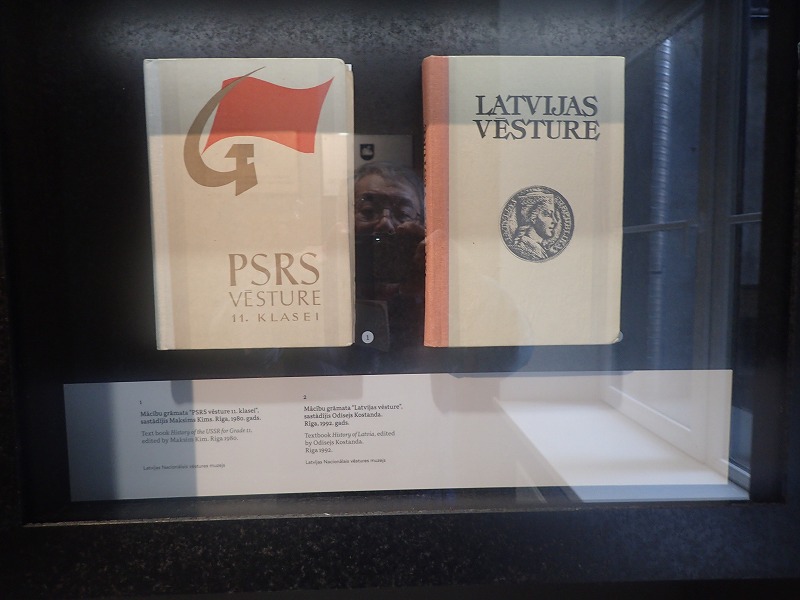 PSRS
VĒSTURE
11. KLASEI
LATVIJAS
VĒSTURE
1
1
Mācību grāmata "PSRS vēsture 11. klasei",
sastādījis Maksims Kims. Rīga, 1980. gads.
Text book History of the USSR for Grade 11,
edited by Maksim Kim. Riga 1980.
Latvijas Nacionālais vēstures muzejs
2
Mācību grāmata "Latvijas vēsture",
sastādījis Odisejs Kostanda.
Rīga, 1992. gads.
Textbook History of Latvia, edited
by Odisejs Kostanda.
Riga 1992.
Latvijas Nacionālais vēstures muzejs